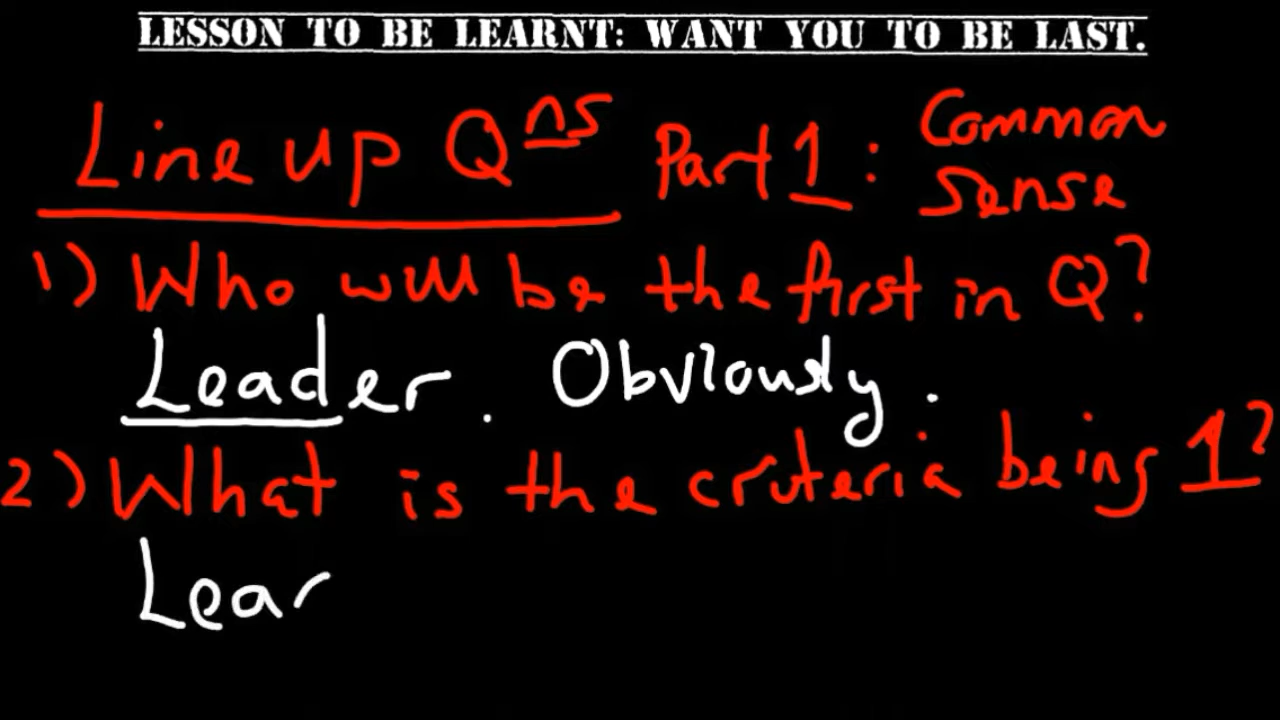 LESSON TO BE LEARNT: WANT YOU TO BE LAST.
Line up Qns Part 1: Common Sense
1) Who will be the first in Q?
Leader. Obviously.
2) What is the criteria being 1?
Lear